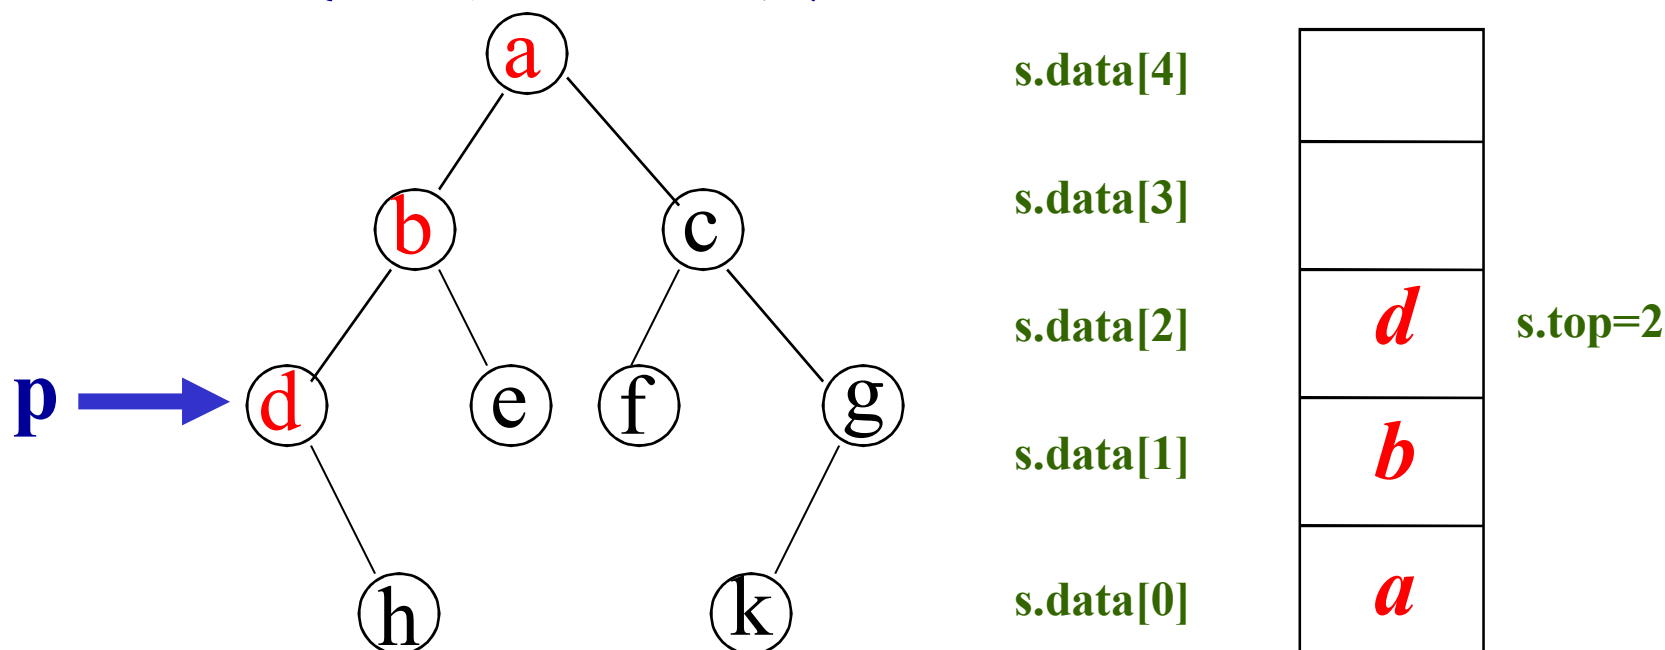 a
s.data[4]
b
c
s.data[3]
s.data[2]
d
s.top=2
p
d
e
f
g
s.data[1]
b
h
k
s.data[0]
a